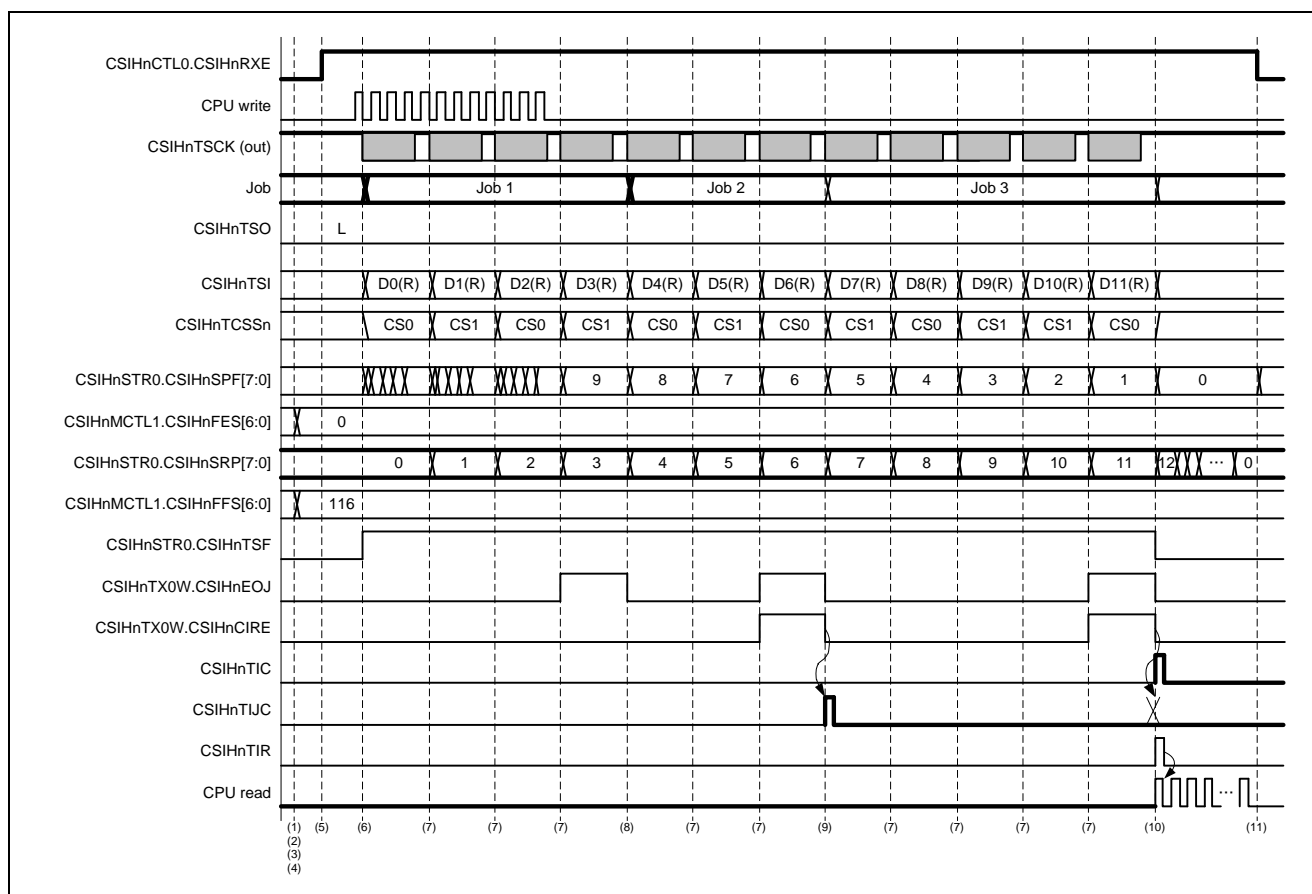 CSIHnCTL0.CSIHnRXE
CPU write
CSIHnTSCK (out)
Job Job 1 Job 2 Job 3
CSIHnTSO L
CSIHnTSI D0(R) D1(R) D2(R) D3(R) D4(R) D5(R) D6(R) D7(R) D8(R) D9(R) D10(R) D11(R)
CSIHnTCSSn CS0 CS1 CS0 CS1 CS0 CS1 CS0 CS1 CS0 CS1 CS1 CS0
CSIHnSTR0.CSIHnSPF[7:0] 9 8 7 6 5 4 3 2 1 0
CSIHnMCTL1.CSIHnFES[6:0] 0
CSIHnSTR0.CSIHnSRP[7:0] 0 1 2 3 4 5 6 7 8 9 10 11 12 ... 0
CSIHnMCTL1.CSIHnFFS[6:0] 116
CSIHnSTR0.CSIHnTSF
CSIHnTX0W.CSIHnEOJ
CSIHnTX0W.CSIHnCIRE
CSIHnTIC
CSIHnTIJC
CSIHnTIR
CPU read ...
(1) (5) (6) (7) (7) (7) (8) (7) (7) (9) (7) (7) (7) (7) (10) (11)
(2)
(3)
(4)